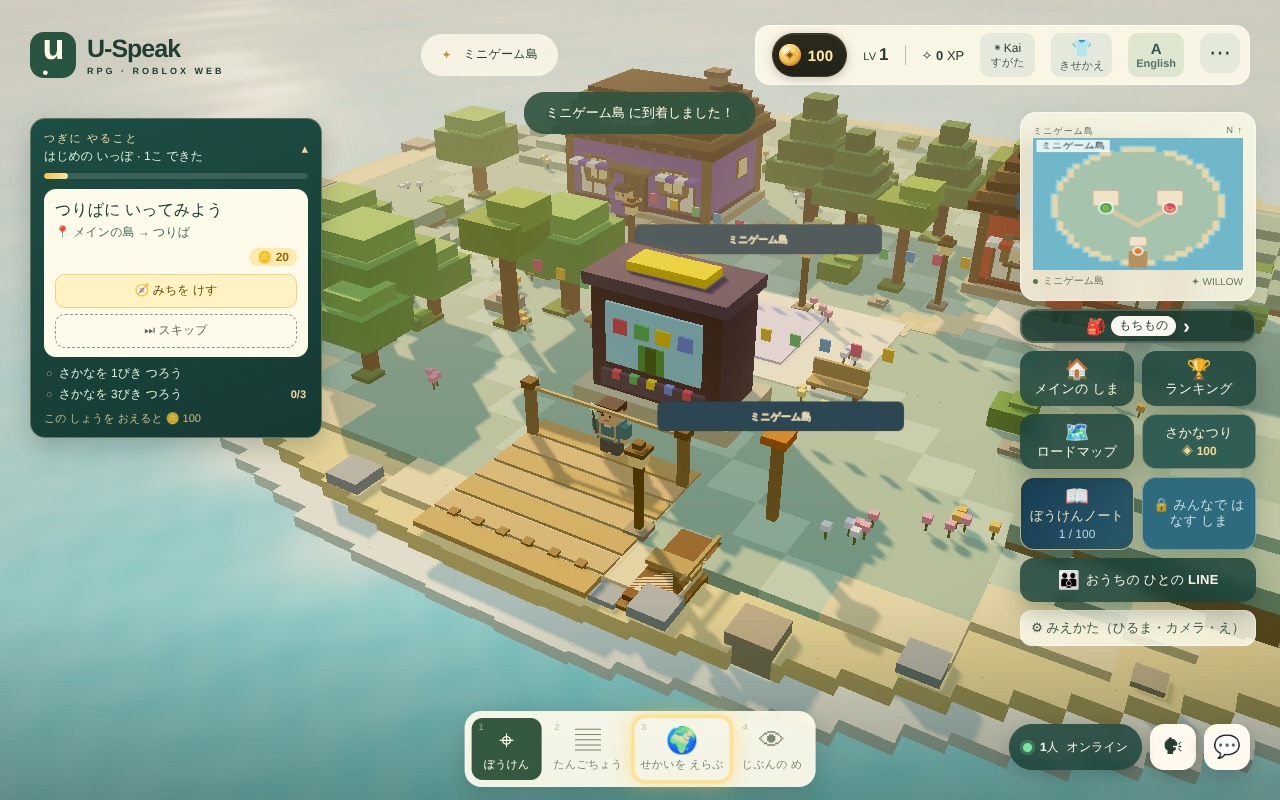 u
U-Speak
RPG · ROBLOX WEB
✦ ミニゲーム島
100
LV 1
✧ 0 XP
Kai
すがた
きせかえ
A
English
⋯
ミニゲーム島 に到着しました！
つぎに やること
はじめの いっぽ · 1こ できた
▲
つりばに いってみよう
メインの島 → つりば
20
みちを けす
スキップ
○ さかなを 1ぴき つろう
○ さかなを 3びき つろう
0/3
この しょうを おえると 100
ミニゲーム島
N ↑
ミニゲーム島
ミニゲーム島
✦ WILLOW
もちもの ›
メインの しま
ランキング
ロードマップ
さかなつり
◈ 100
ぼうけんノート
1 / 100
みんなで は
なす しま
おうちの ひとの LINE
⚙ みえかた（ひるま・カメラ・え）
ミニゲーム島
ミニゲーム島
1
ぼうけん
2
たんごちょう
3
せかいを えらぶ
4
じぶんの め
1人 オンライン